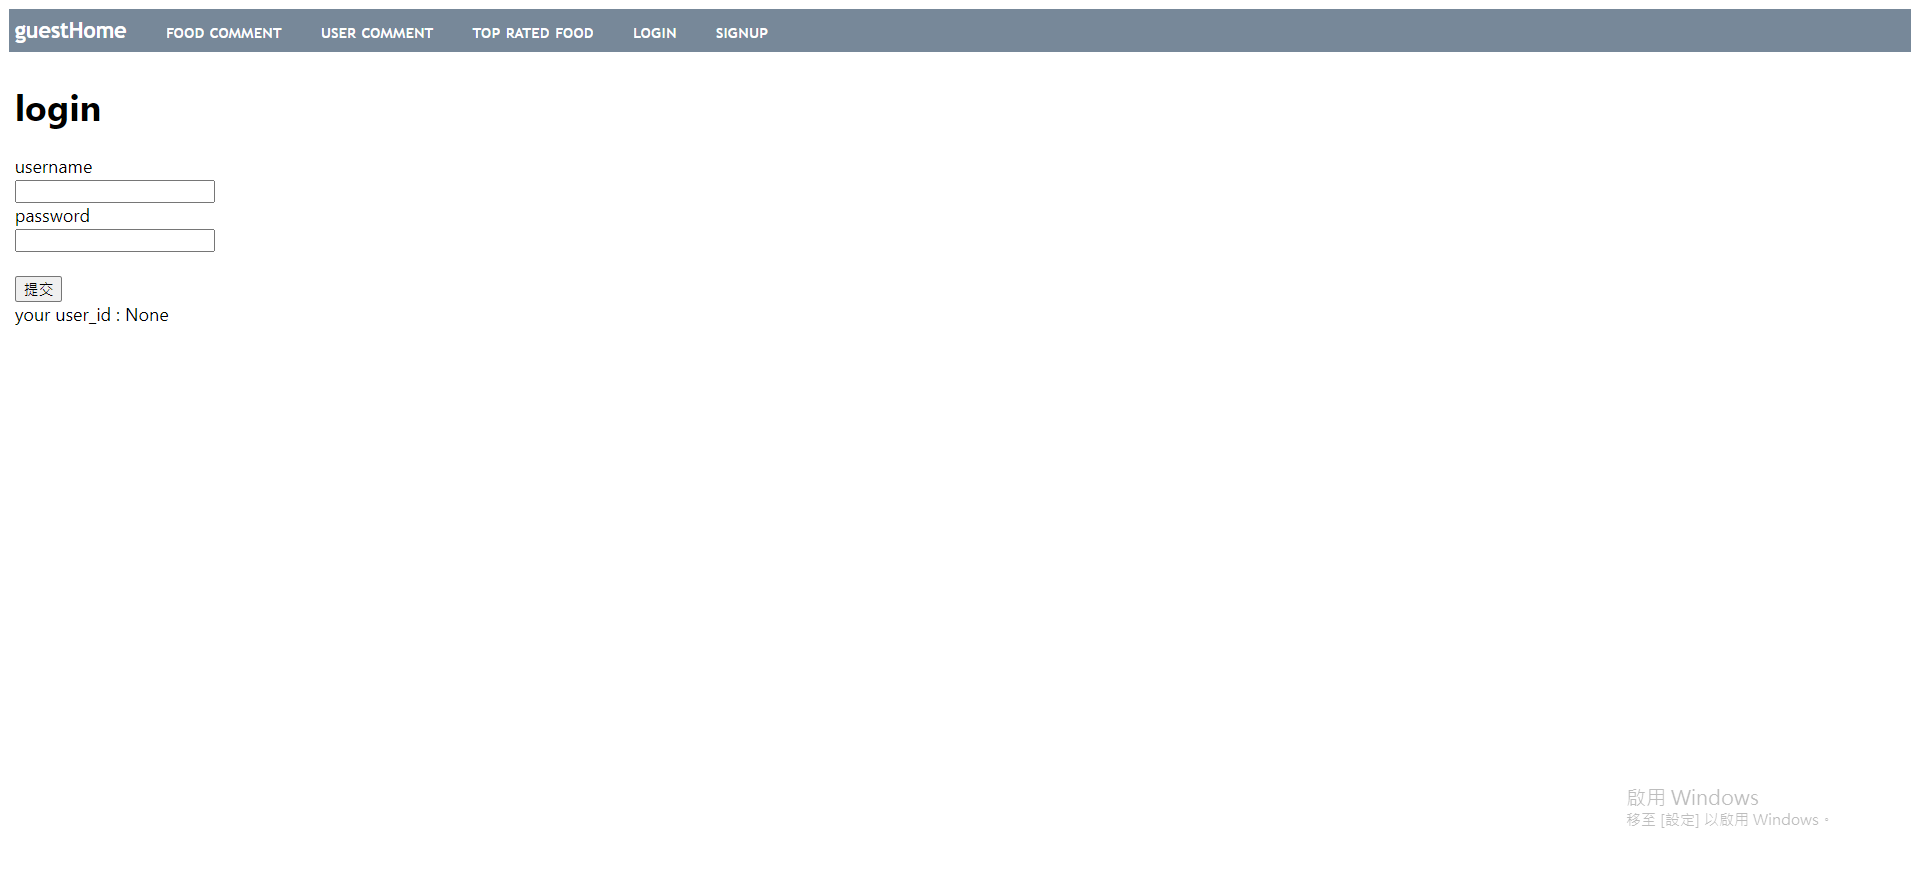 guestHome FOOD COMMENT USER COMMENT TOP RATED FOOD LOGIN SIGNUP
login
username
password
提交
your user_id : None
啟用 Windows
移至 [設定] 以啟用 Windows。